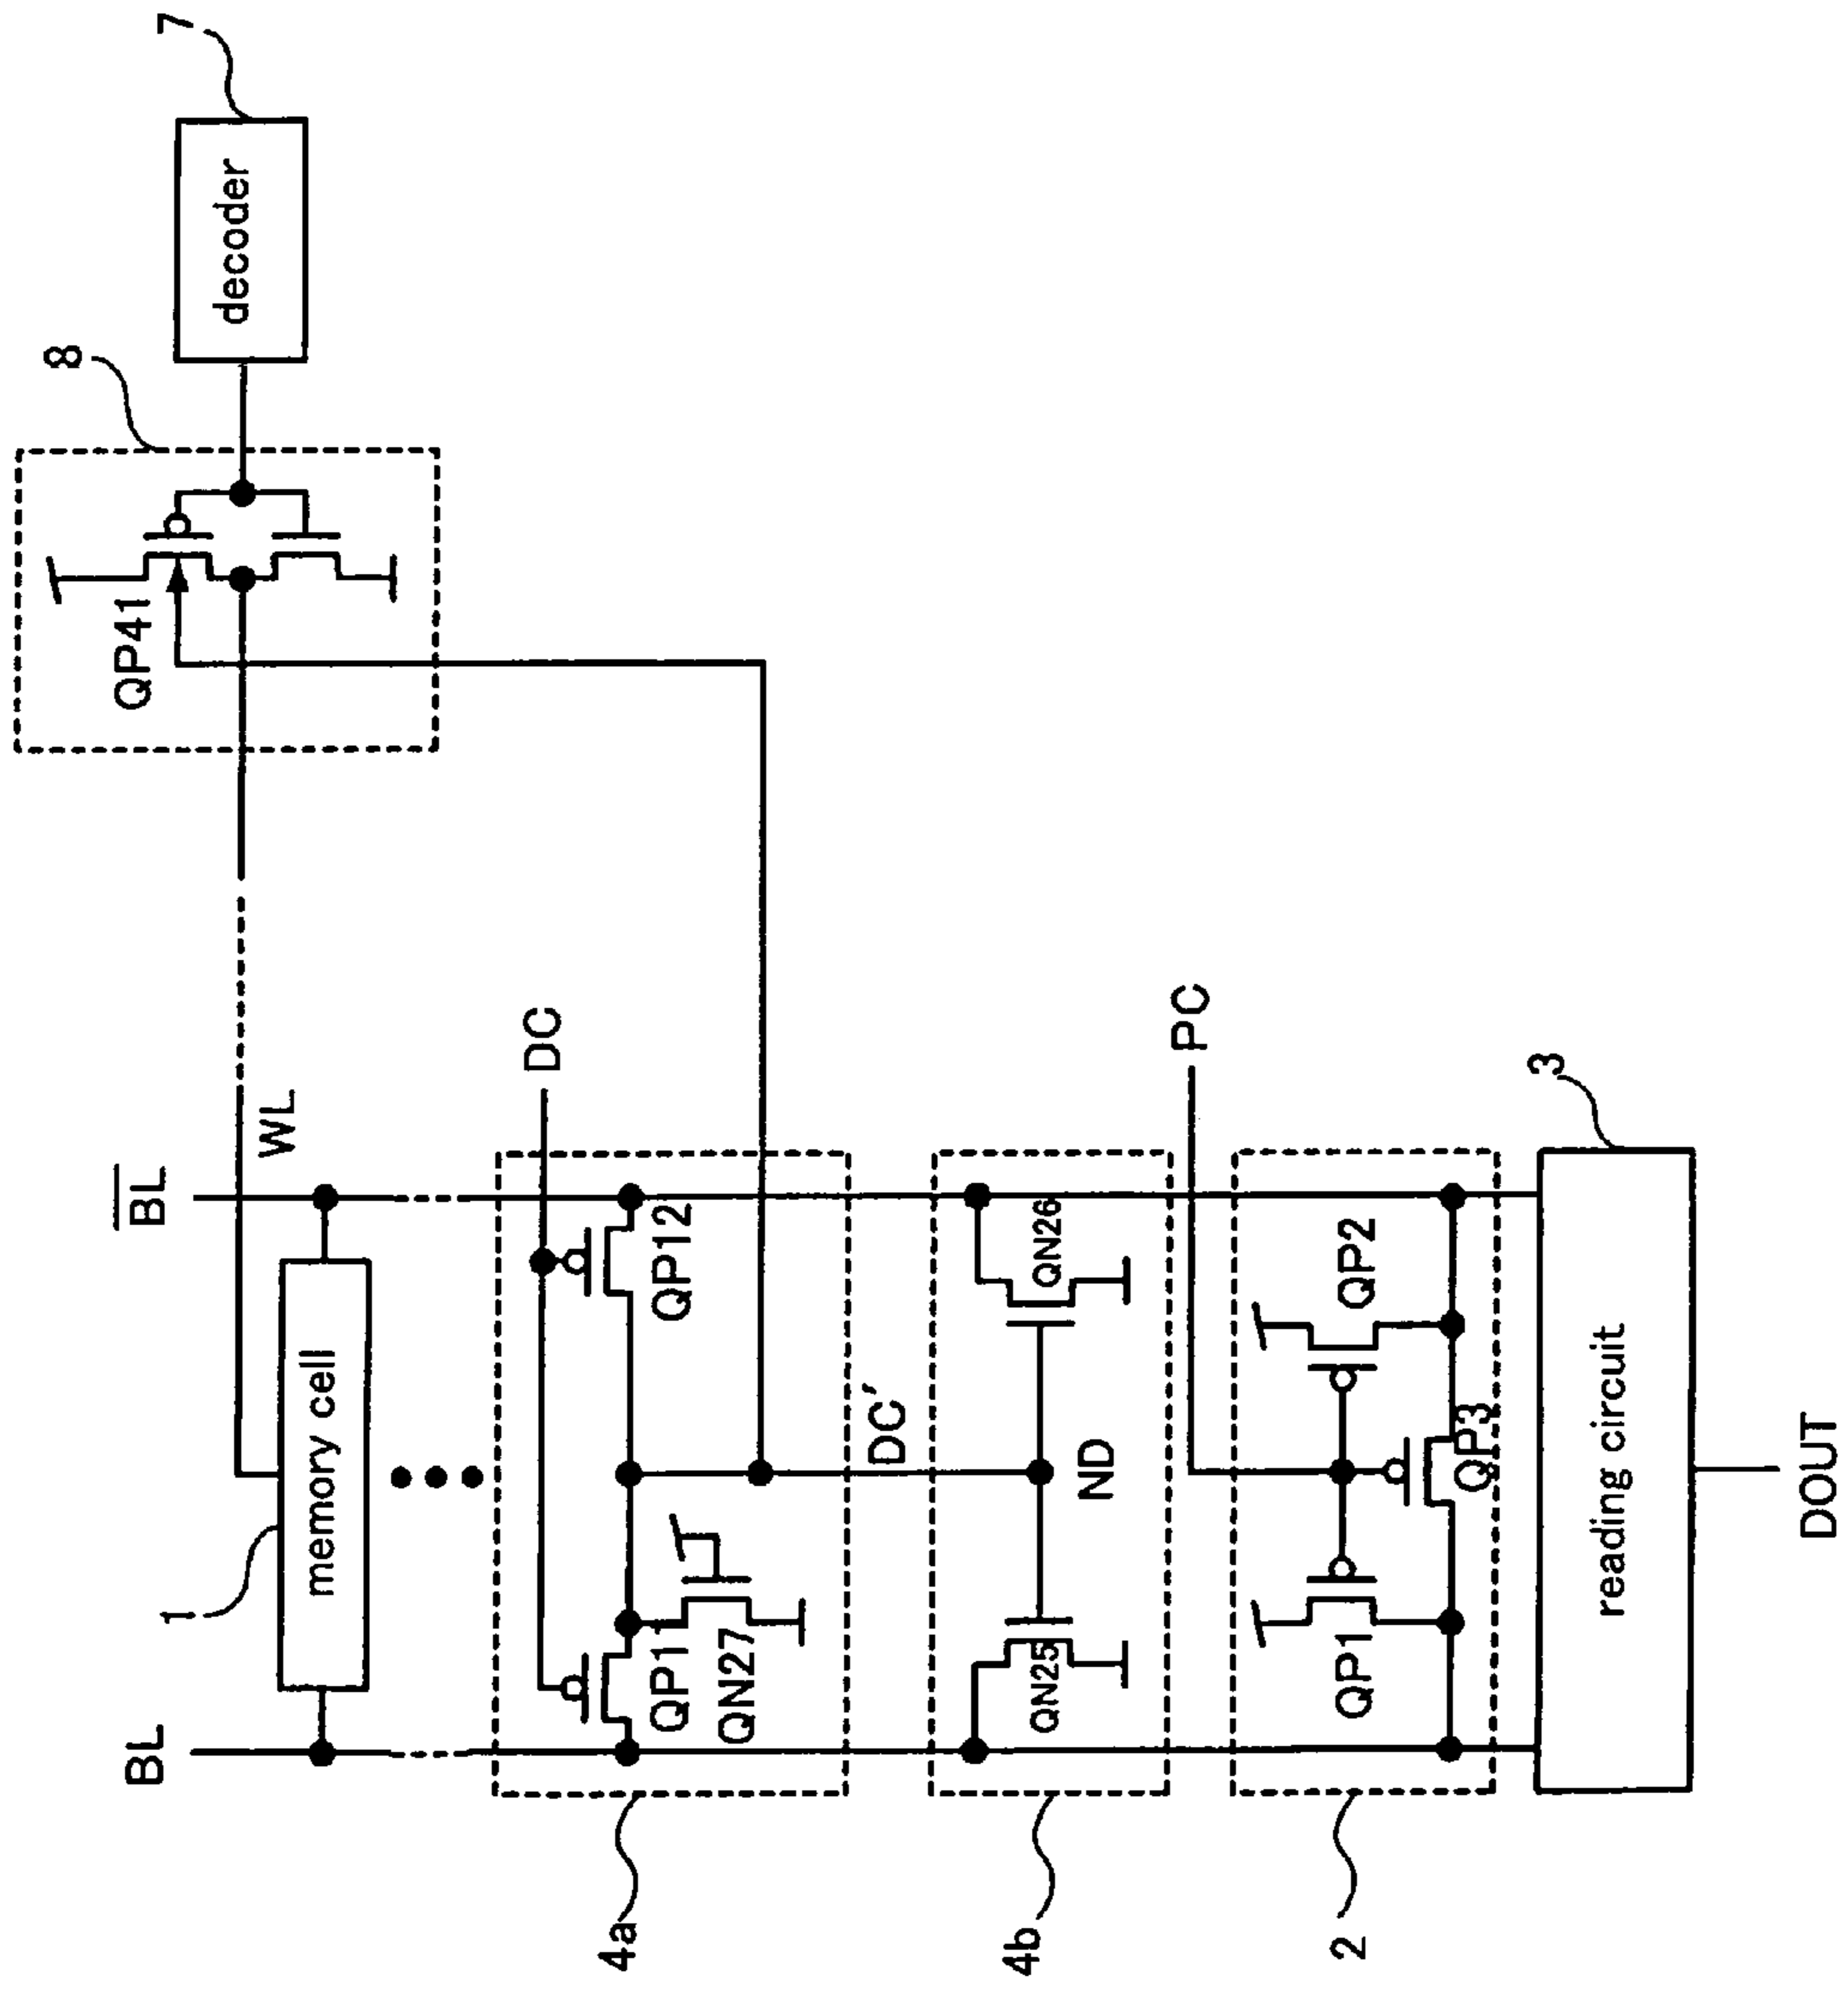 7
decoder
8
QP41
WL
BL
DC
PC
3
1
memory cell
QP12
QN26
QP2
DC'
ND
QP3
reading circuit
DOUT
BL
QP11
QN27
QN25
QP1
4a
4b
2